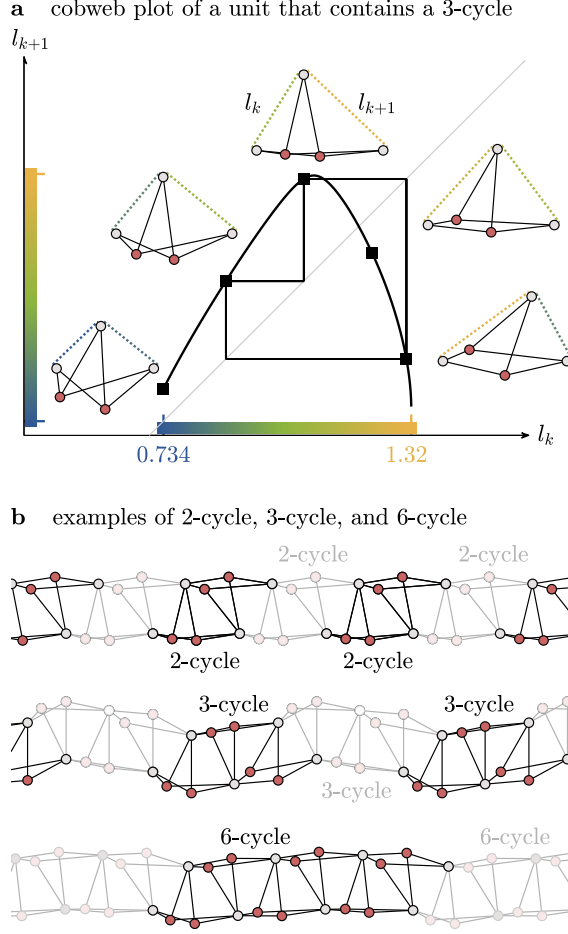 a cobweb plot of a unit that contains a 3-cycle
l_{k+1}
l_k l_{k+1}
l_k
0.734 1.32
b examples of 2-cycle, 3-cycle, and 6-cycle
2-cycle 2-cycle
2-cycle 2-cycle
3-cycle 3-cycle
3-cycle
6-cycle 6-cycle